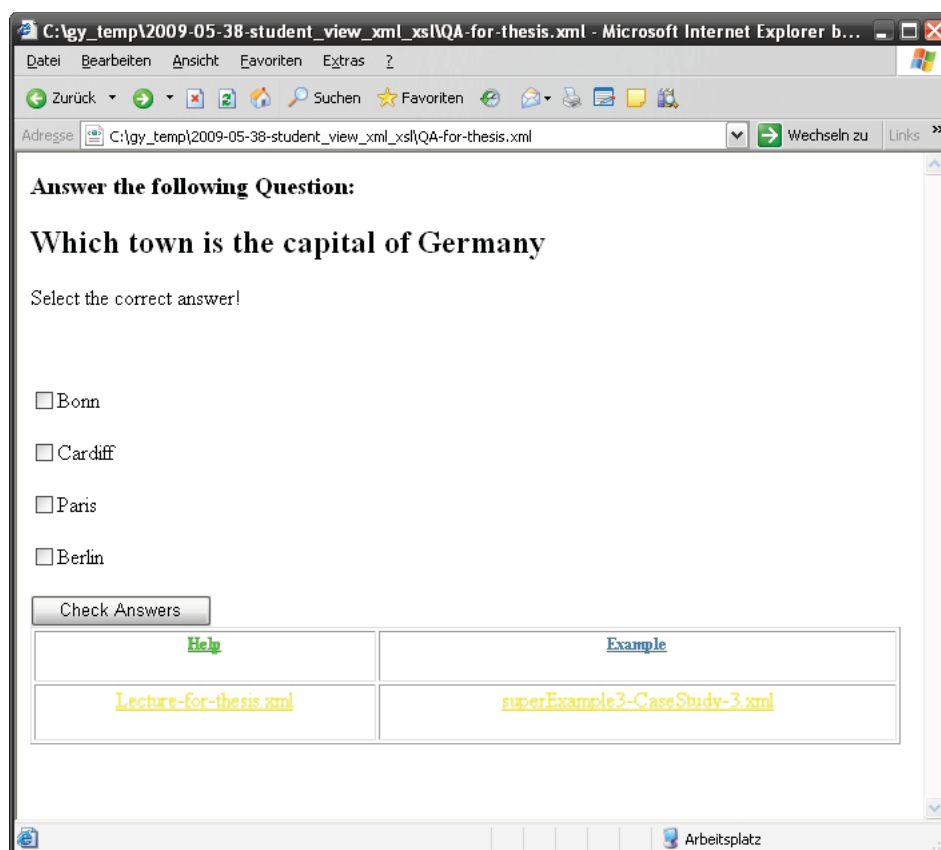 C:\gy_temp\2009-05-38-student_view_xml_xsl\QA-for-thesis.xml - Microsoft Internet Explorer b...
Datei Bearbeiten Ansicht Favoriten Extras ?
Zurück Suchen Favoriten
Adresse C:\gy_temp\2009-05-38-student_view_xml_xsl\QA-for-thesis.xml Wechseln zu Links »
Answer the following Question:
Which town is the capital of Germany
Select the correct answer!
Bonn
Cardiff
Paris
Berlin
Check Answers
Help Example
Lecture-for-thesis.xml superExample3-CaseStudy-3.xml
Arbeitsplatz